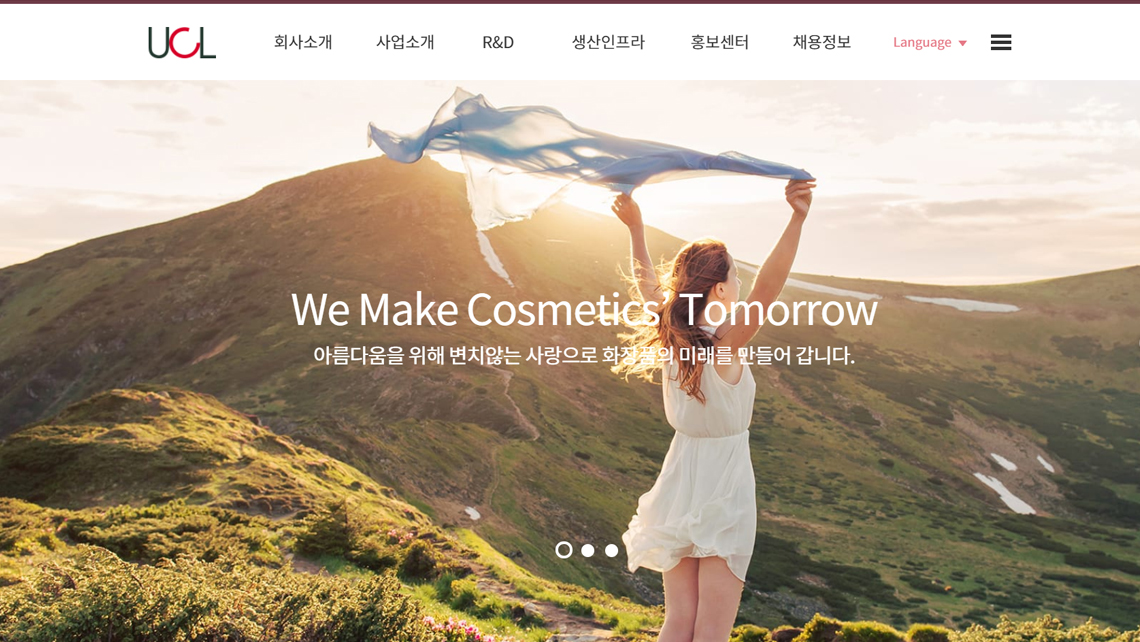 UCL
회사소개
사업소개
R&D
생산인프라
홍보센터
채용정보
Language
We Make Cosmetics' Tomorrow
아름다움을 위해 변치않는 사랑으로 화장품의 미래를 만들어 갑니다.